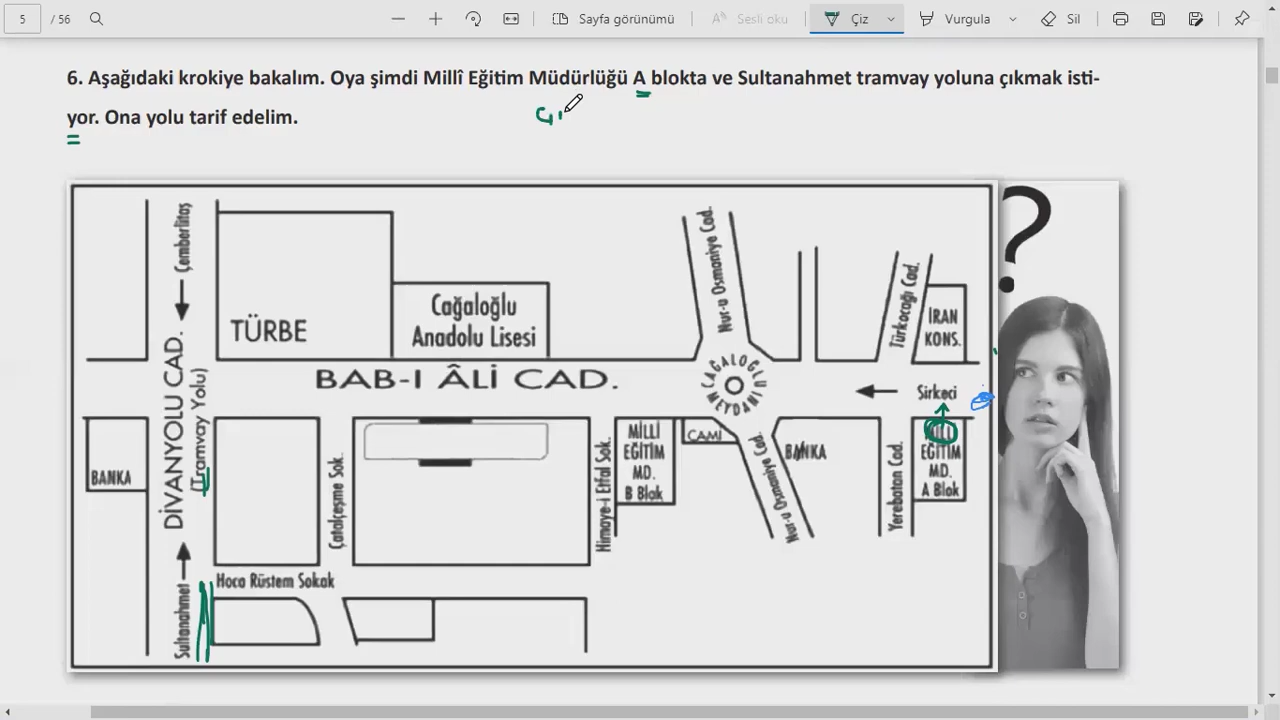 5 / 56
Sayfa görünümü
Sesli oku
Çiz
Vurgula
Sil
6. Aşağıdaki krokiye bakalım. Oya şimdi Millî Eğitim Müdürlüğü A blokta ve Sultanahmet tramvay yoluna çıkmak isti-
yor. Ona yolu tarif edelim.
Çemberlitaş
DİVANYOLU CAD.
(Tramvay Yolu)
Sultanahmet
TÜRBE
Cağaloğlu
Anadolu Lisesi
Nur-u Osmaniye Cad.
Türkocağı Cad.
İRAN
KONS.
?
BAB-I ÂLİ CAD.
CAĞALOĞLU
MEYDANI
Sirkeci
BANKA
Çatalçeşme Sok.
Himaye-i Etfal Sok.
MİLLİ
EĞİTİM
MD.
B Blok
CAMİ
Nur-u Osmaniye Cad.
BANKA
Yerebatan Cad.
MİLLİ
EĞİTİM
MD.
A Blok
Hoca Rüstem Sokak